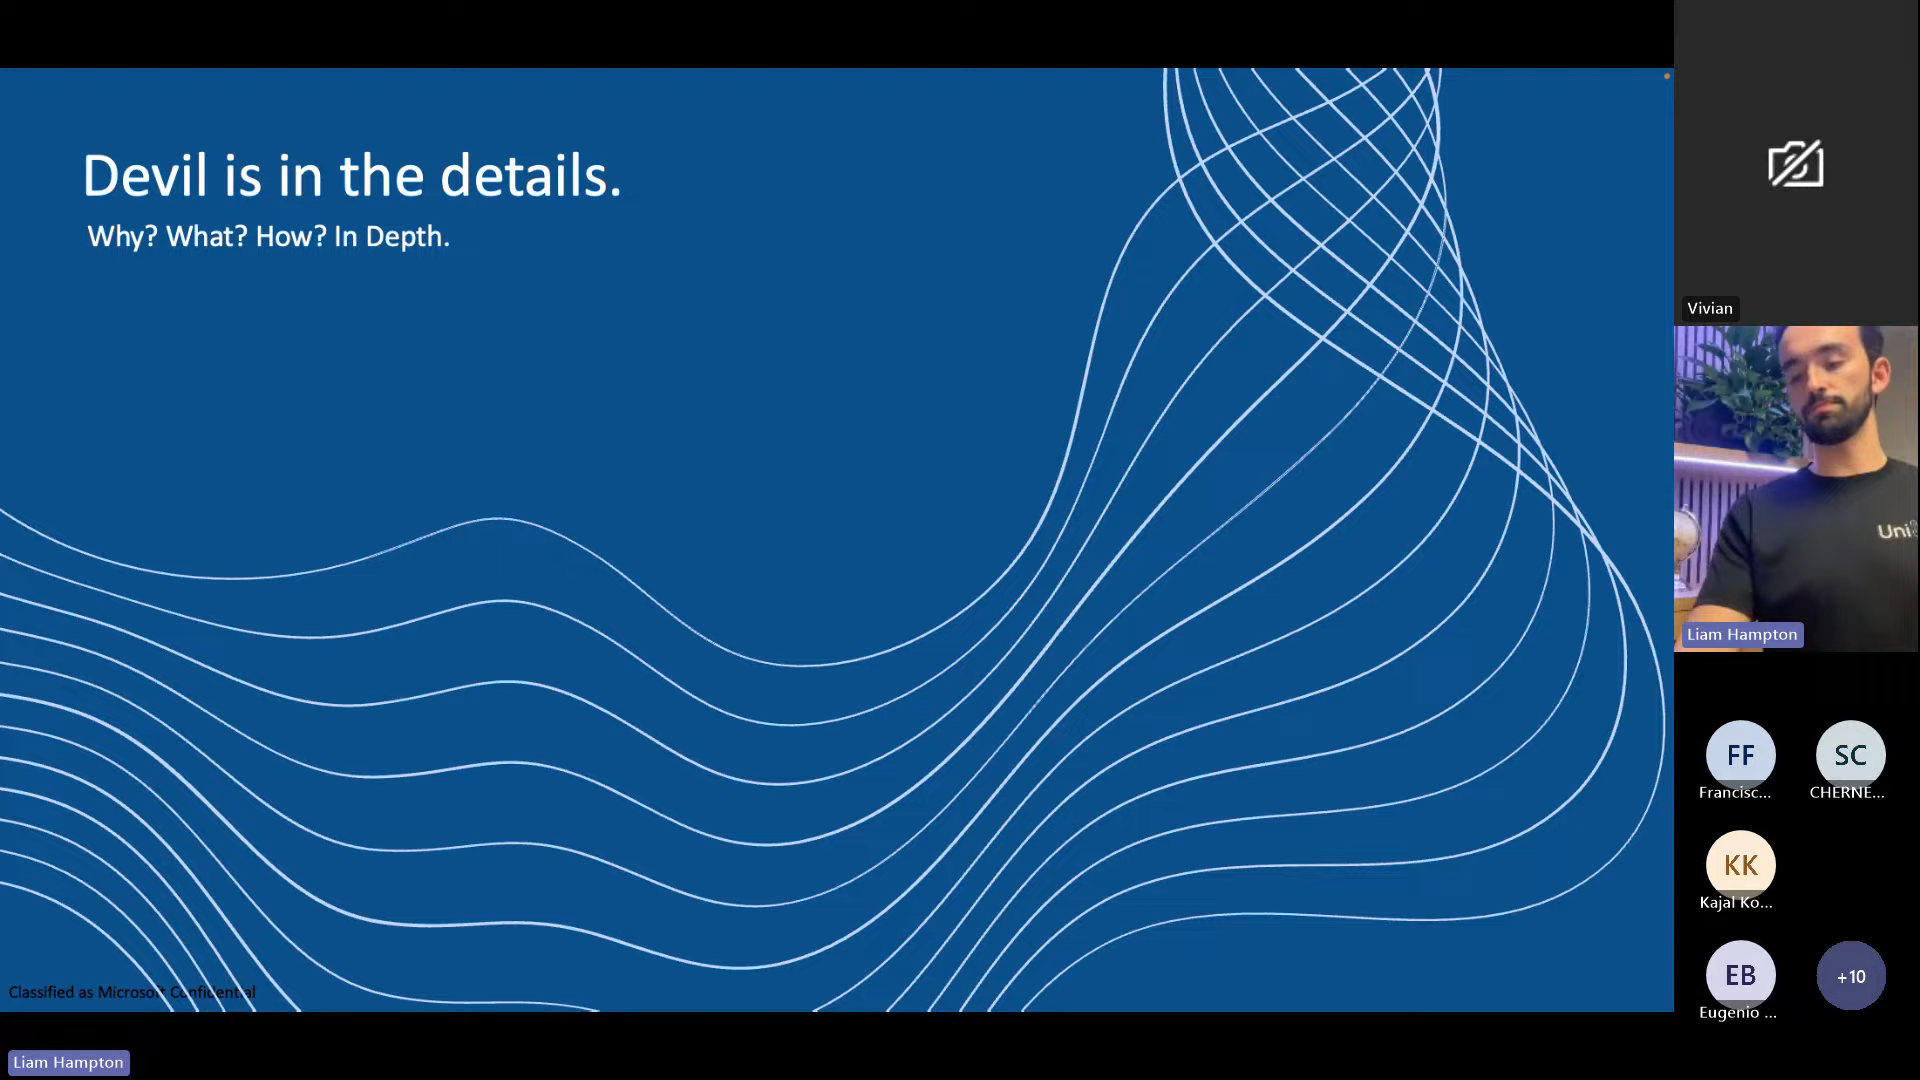 Devil is in the details.
Why? What? How? In Depth.
Classified as Microsoft Confidential
Liam Hampton
Vivian
Uni
Liam Hampton
FF
Francisc...
SC
CHERNE...
KK
Kajal Ko...
EB
Eugenio ...
+10